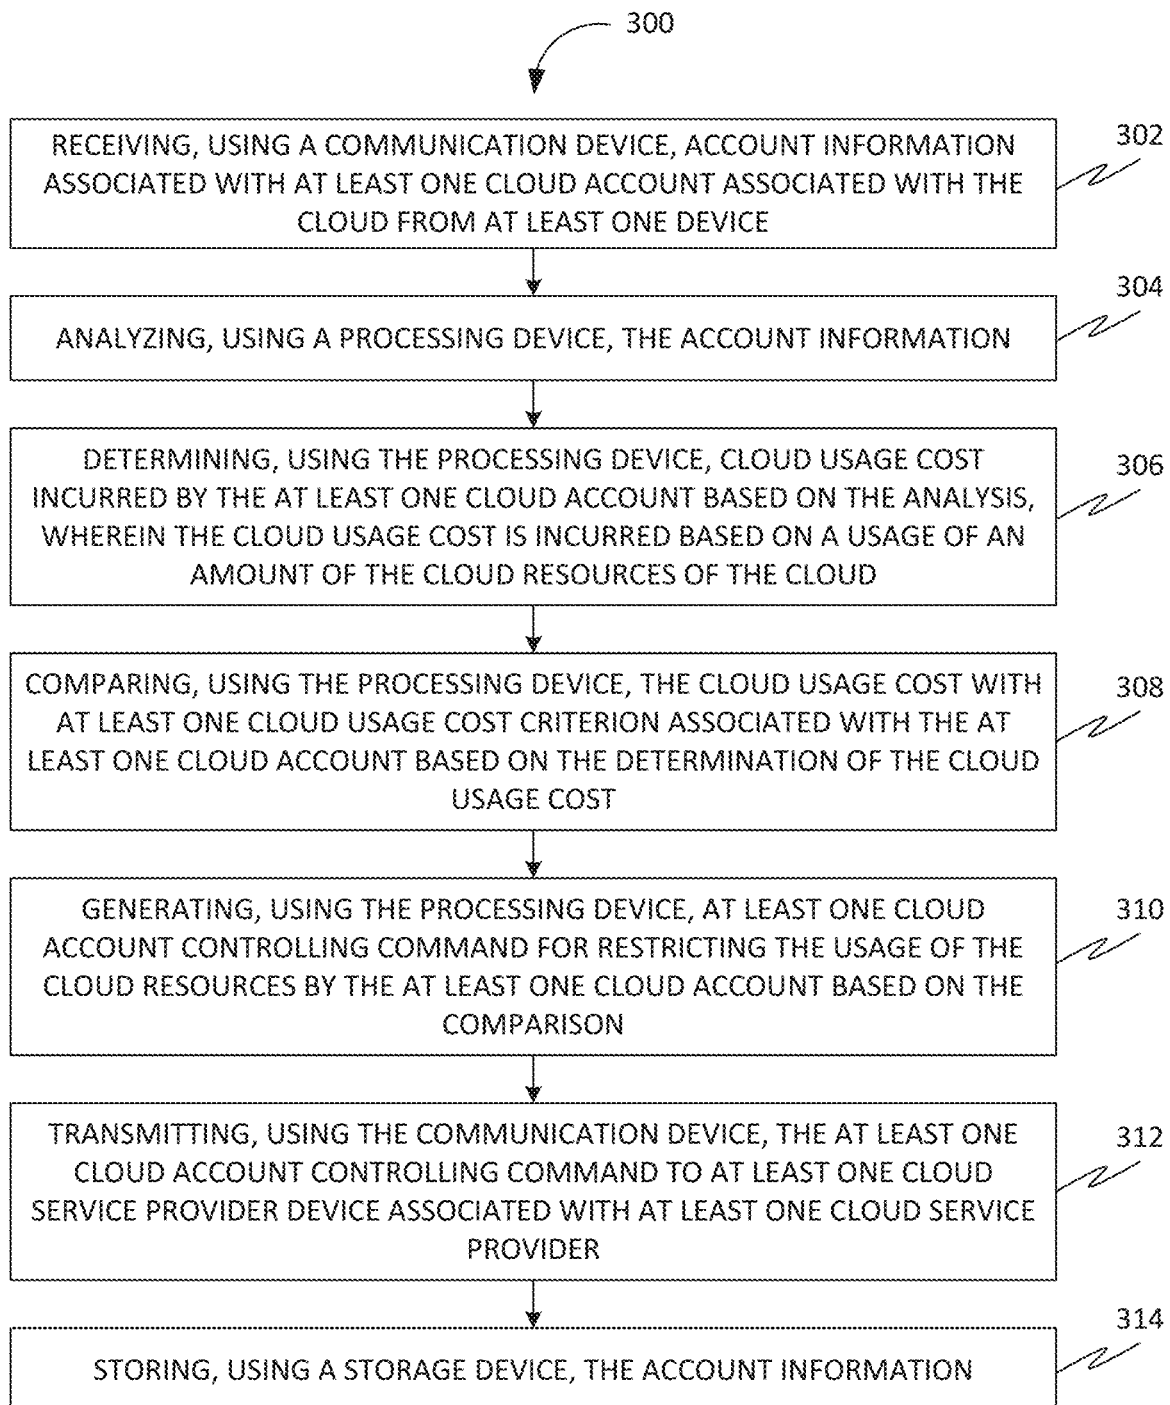 300
RECEIVING, USING A COMMUNICATION DEVICE, ACCOUNT INFORMATION
ASSOCIATED WITH AT LEAST ONE CLOUD ACCOUNT ASSOCIATED WITH THE
CLOUD FROM AT LEAST ONE DEVICE
302
ANALYZING, USING A PROCESSING DEVICE, THE ACCOUNT INFORMATION
304
DETERMINING, USING THE PROCESSING DEVICE, CLOUD USAGE COST
INCURRED BY THE AT LEAST ONE CLOUD ACCOUNT BASED ON THE ANALYSIS,
WHEREIN THE CLOUD USAGE COST IS INCURRED BASED ON A USAGE OF AN
AMOUNT OF THE CLOUD RESOURCES OF THE CLOUD
306
COMPARING, USING THE PROCESSING DEVICE, THE CLOUD USAGE COST WITH
AT LEAST ONE CLOUD USAGE COST CRITERION ASSOCIATED WITH THE AT
LEAST ONE CLOUD ACCOUNT BASED ON THE DETERMINATION OF THE CLOUD
USAGE COST
308
GENERATING, USING THE PROCESSING DEVICE, AT LEAST ONE CLOUD
ACCOUNT CONTROLLING COMMAND FOR RESTRICTING THE USAGE OF THE
CLOUD RESOURCES BY THE AT LEAST ONE CLOUD ACCOUNT BASED ON THE
COMPARISON
310
TRANSMITTING, USING THE COMMUNICATION DEVICE, THE AT LEAST ONE
CLOUD ACCOUNT CONTROLLING COMMAND TO AT LEAST ONE CLOUD
SERVICE PROVIDER DEVICE ASSOCIATED WITH AT LEAST ONE CLOUD SERVICE
PROVIDER
312
STORING, USING A STORAGE DEVICE, THE ACCOUNT INFORMATION
314